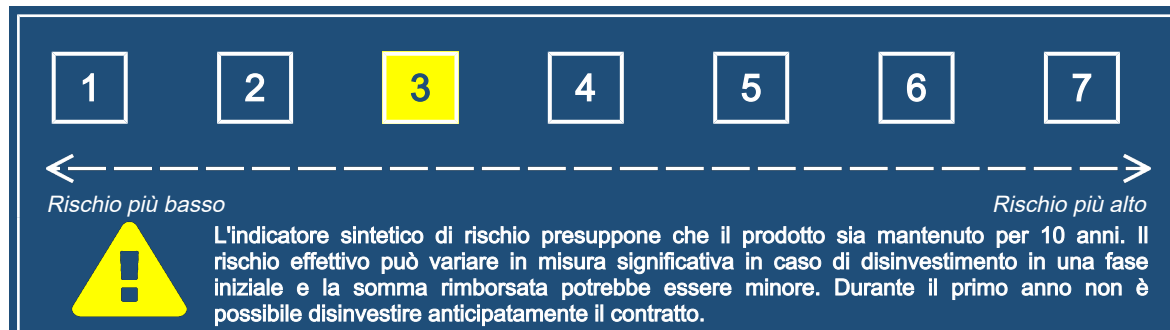 1 2 3 4 5 6 7
Rischio più basso Rischio più alto
L'indicatore sintetico di rischio presuppone che il prodotto sia mantenuto per 10 anni. Il
rischio effettivo può variare in misura significativa in caso di disinvestimento in una fase
iniziale e la somma rimborsata potrebbe essere minore. Durante il primo anno non è
possibile disinvestire anticipatamente il contratto.